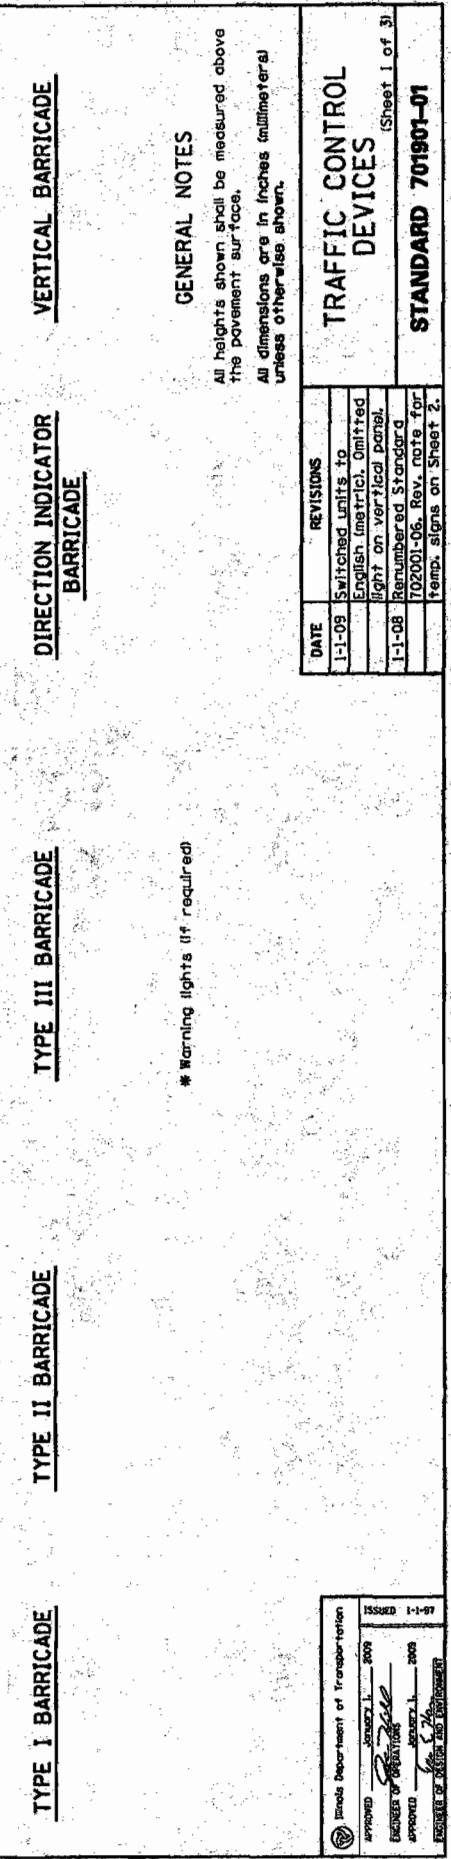 TYPE I BARRICADE
TYPE II BARRICADE
TYPE III BARRICADE
DIRECTION INDICATOR
BARRICADE
VERTICAL BARRICADE
* Warning lights (if required)
GENERAL NOTES
All heights shown shall be measured above
the pavement surface.
All dimensions are in inches (millimeters)
unless otherwise shown.
Illinois Department of Transportation
APPROVED January 1, 2009
ENGINEER OF OPERATIONS
APPROVED January 1, 2009
ENGINEER OF DESIGN AND ENVIRONMENT
ISSUED 1-1-97
DATE REVISIONS
1-1-09 Switched units to
English (metric). Omitted
light on vertical panel.
1-1-08 Renumbered Standard
702001-06. Rev. note for
temp. signs on Sheet 2.
TRAFFIC CONTROL
DEVICES
(Sheet 1 of 3)
STANDARD 701901-01